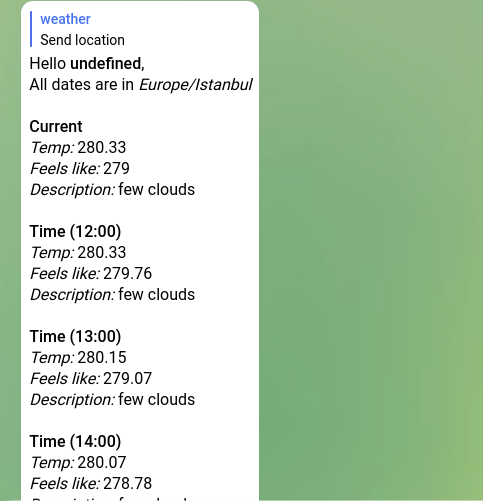 weather
Send location
Hello undefined,
All dates are in Europe/Istanbul
Current
Temp: 280.33
Feels like: 279
Description: few clouds
Time (12:00)
Temp: 280.33
Feels like: 279.76
Description: few clouds
Time (13:00)
Temp: 280.15
Feels like: 279.07
Description: few clouds
Time (14:00)
Temp: 280.07
Feels like: 278.78